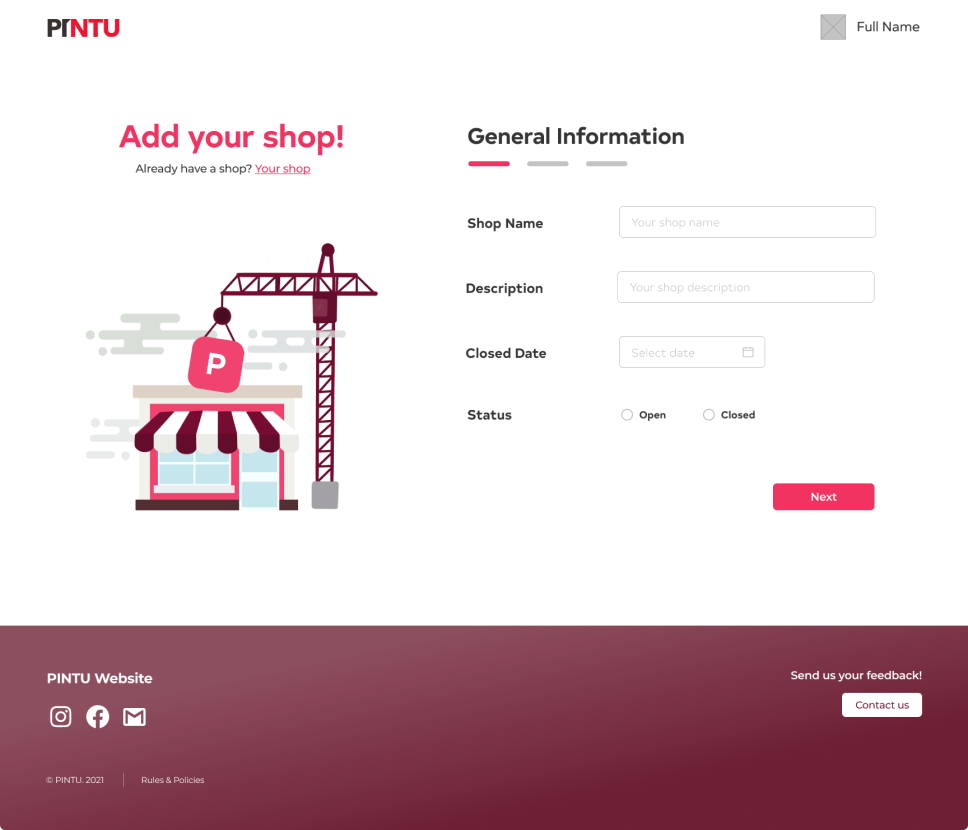 PINTU
Full Name
Add your shop!
Already have a shop? Your shop
P
General Information
Shop Name
Your shop name
Description
Your shop description
Closed Date
Select date
Status
Open
Closed
Next
PINTU Website
Send us your feedback!
Contact us
© PINTU. 2021
Rules & Policies